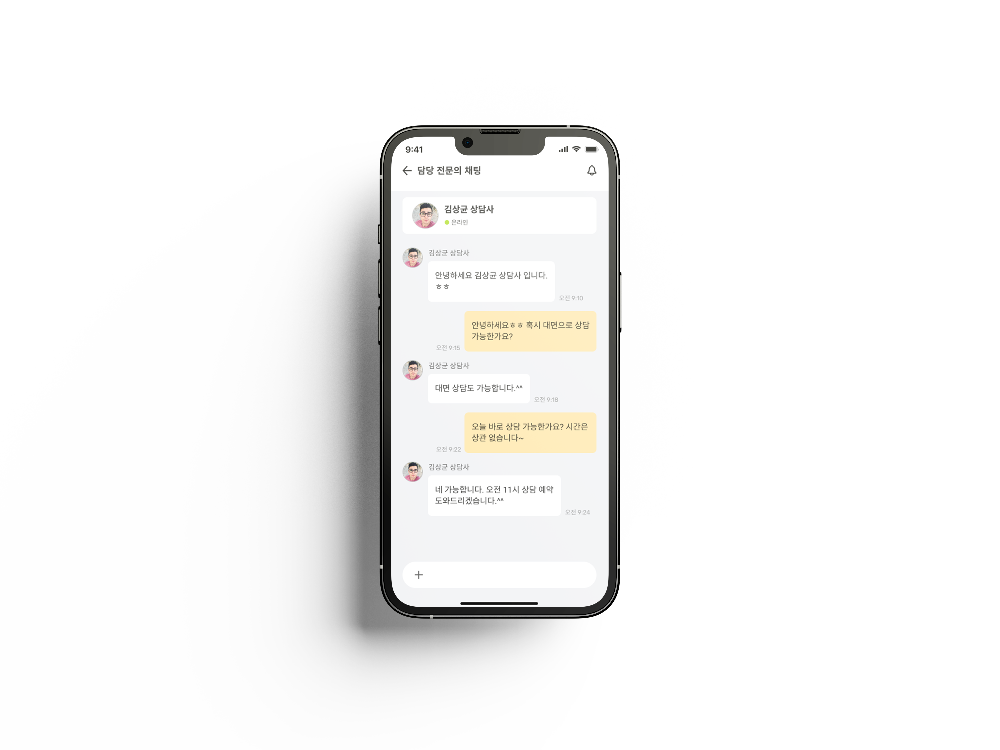 9:41
담당 전문의 채팅
김상균 상담사
온라인
김상균 상담사
안녕하세요 김상균 상담사 입니다.
ㅎㅎ
오전 9:10
안녕하세요ㅎㅎ 혹시 대면으로 상담
가능한가요?
오전 9:15
김상균 상담사
대면 상담도 가능합니다.^^
오전 9:18
오늘 바로 상담 가능한가요? 시간은
상관 없습니다~
오전 9:22
김상균 상담사
네 가능합니다. 오전 11시 상담 예약
도와드리겠습니다.^^
오전 9:24